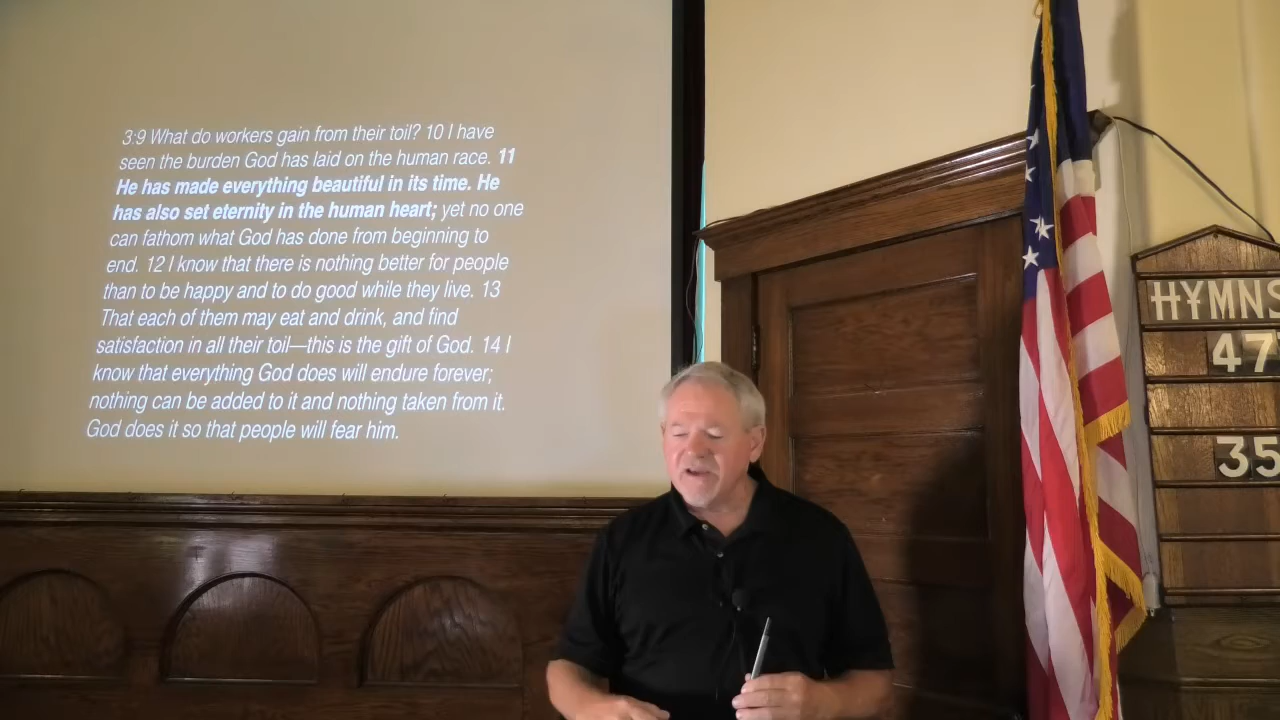 3:9 What do workers gain from their toil? 10 I have
seen the burden God has laid on the human race. 11
He has made everything beautiful in its time. He
has also set eternity in the human heart; yet no one
can fathom what God has done from beginning to
end. 12 I know that there is nothing better for people
than to be happy and to do good while they live. 13
That each of them may eat and drink, and find
satisfaction in all their toil—this is the gift of God. 14 I
know that everything God does will endure forever;
nothing can be added to it and nothing taken from it.
God does it so that people will fear him.
HYMNS
47
35